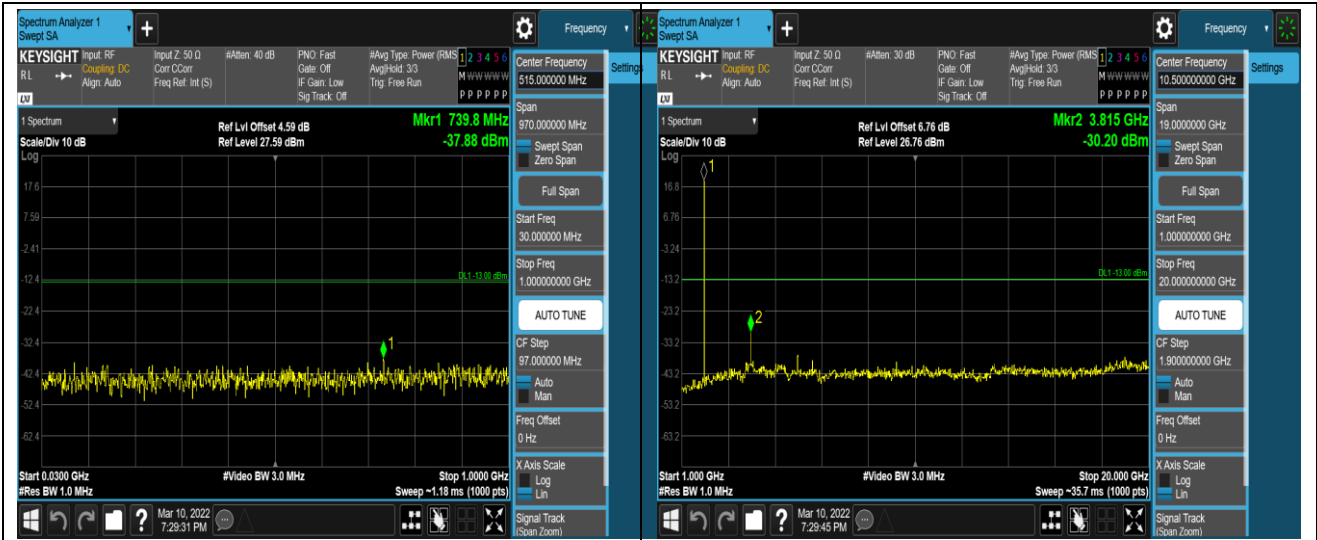 Spectrum Analyzer 1
Swept SA
Frequency
KEYSIGHT
Input: RF
Input Z: 50 Ω
#Atten: 40 dB
PNO: Fast
#Avg Type: Power (RMS
1 2 3 4 5 6
RL
Coupling: DC
Corr CCorr
Gate: Off
Avg|Hold: 3/3
M W W W W W
Align: Auto
Freq Ref: Int (S)
IF Gain: Low
Trig: Free Run
Sig Track: Off
P P P P P P
LXI
Center Frequency
515.000000 MHz
Settings
1 Spectrum
Ref Lvl Offset 4.59 dB
Mkr1 739.8 MHz
Scale/Div 10 dB
Ref Level 27.59 dBm
-37.88 dBm
Log
17.6
7.59
-2.41
-12.4
-22.4
-32.4
-42.4
-52.4
-62.4
DL1 -13.00 dBm
1
Start 0.0300 GHz
#Video BW 3.0 MHz
Stop 1.0000 GHz
#Res BW 1.0 MHz
Sweep ~1.18 ms (1000 pts)
Span
970.000000 MHz
Swept Span
Zero Span
Full Span
Start Freq
30.000000 MHz
Stop Freq
1.000000000 GHz
AUTO TUNE
CF Step
97.000000 MHz
Auto
Man
Freq Offset
0 Hz
X Axis Scale
Log
Lin
Signal Track
(Span Zoom)
?
Mar 10, 2022
7:29:31 PM
Spectrum Analyzer 1
Swept SA
Frequency
KEYSIGHT
Input: RF
Input Z: 50 Ω
#Atten: 30 dB
PNO: Fast
#Avg Type: Power (RMS
1 2 3 4 5 6
RL
Coupling: DC
Corr CCorr
Gate: Off
Avg|Hold: 3/3
M W W W W W
Align: Auto
Freq Ref: Int (S)
IF Gain: Low
Trig: Free Run
Sig Track: Off
P P P P P P
LXI
Center Frequency
10.500000000 GHz
Settings
1 Spectrum
Ref Lvl Offset 6.76 dB
Mkr2 3.815 GHz
Scale/Div 10 dB
Ref Level 26.76 dBm
-30.20 dBm
Log
16.8
6.76
-3.24
-13.2
-23.2
-33.2
-43.2
-53.2
-63.2
1
DL1 -13.00 dBm
2
Start 1.000 GHz
#Video BW 3.0 MHz
Stop 20.000 GHz
#Res BW 1.0 MHz
Sweep ~35.7 ms (1000 pts)
Span
19.0000000 GHz
Swept Span
Zero Span
Full Span
Start Freq
1.000000000 GHz
Stop Freq
20.000000000 GHz
AUTO TUNE
CF Step
1.900000000 GHz
Auto
Man
Freq Offset
0 Hz
X Axis Scale
Log
Lin
Signal Track
(Span Zoom)
?
Mar 10, 2022
7:29:45 PM